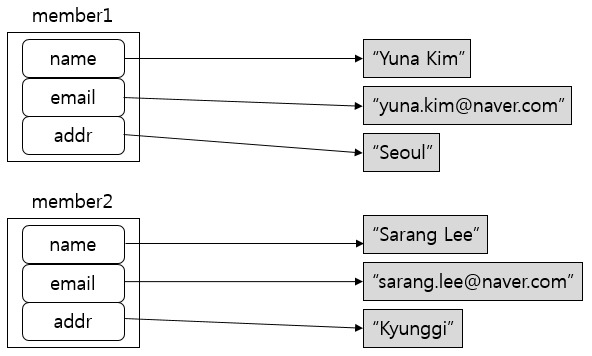 member1
name
“Yuna Kim”
email
“yuna.kim@naver.com”
addr
“Seoul”
member2
name
“Sarang Lee”
email
“sarang.lee@naver.com”
addr
“Kyunggi”